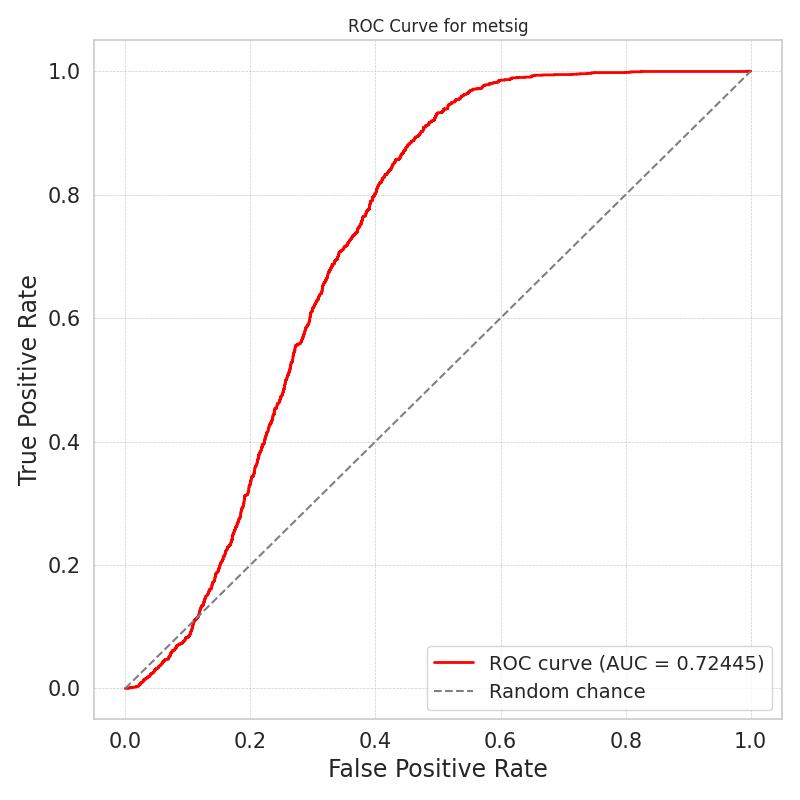 ROC Curve for metsig
1.0
0.8
0.6
0.4
0.2
0.0
True Positive Rate
ROC curve (AUC = 0.72445)
Random chance
0.0 0.2 0.4 0.6 0.8 1.0
False Positive Rate